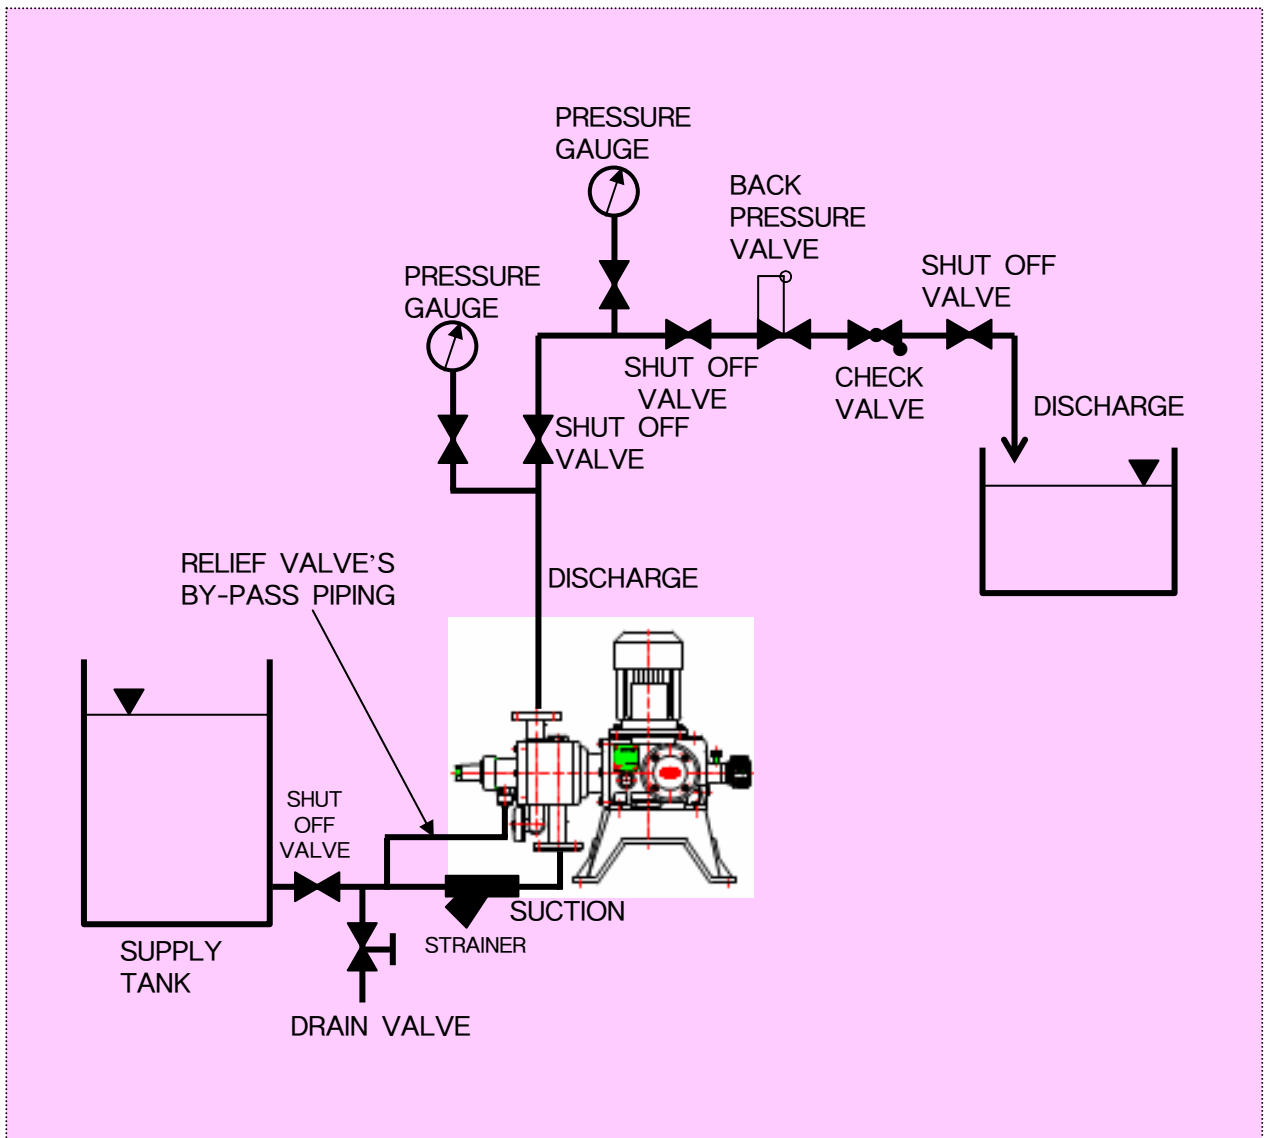 PRESSURE
GAUGE
BACK
PRESSURE
VALVE
SHUT OFF
VALVE
PRESSURE
GAUGE
SHUT OFF
VALVE
CHECK
VALVE
DISCHARGE
SHUT OFF
VALVE
RELIEF VALVE'S
BY-PASS PIPING
DISCHARGE
SHUT
OFF
VALVE
SUCTION
STRAINER
SUPPLY
TANK
DRAIN VALVE